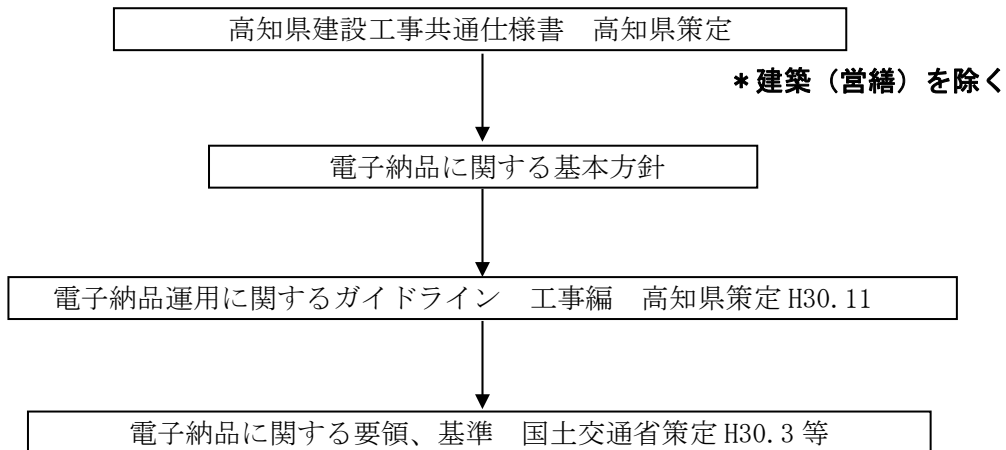 高知県建設工事共通仕様書　高知県策定
＊建築（営繕）を除く
電子納品に関する基本方針
電子納品運用に関するガイドライン　工事編　高知県策定 H30.11
電子納品に関する要領、基準　国土交通省策定 H30.3 等